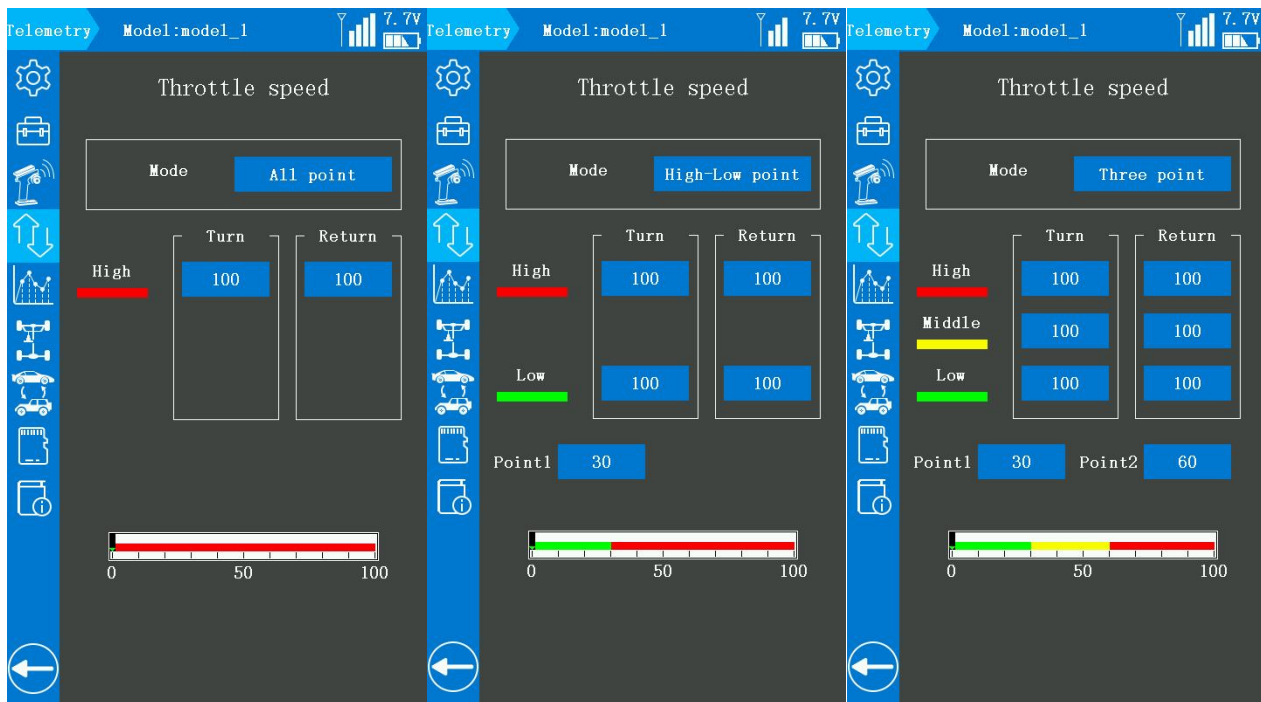 Telemetry Model:model_1 7.7V
Throttle speed
Mode All point
Turn Return
High 100 100
0 50 100
Telemetry Model:model_1 7.7V
Throttle speed
Mode High-Low point
Turn Return
High 100 100
Low 100 100
Point1 30
0 50 100
Telemetry Model:model_1 7.7V
Throttle speed
Mode Three point
Turn Return
High 100 100
Middle 100 100
Low 100 100
Point1 30 Point2 60
0 50 100